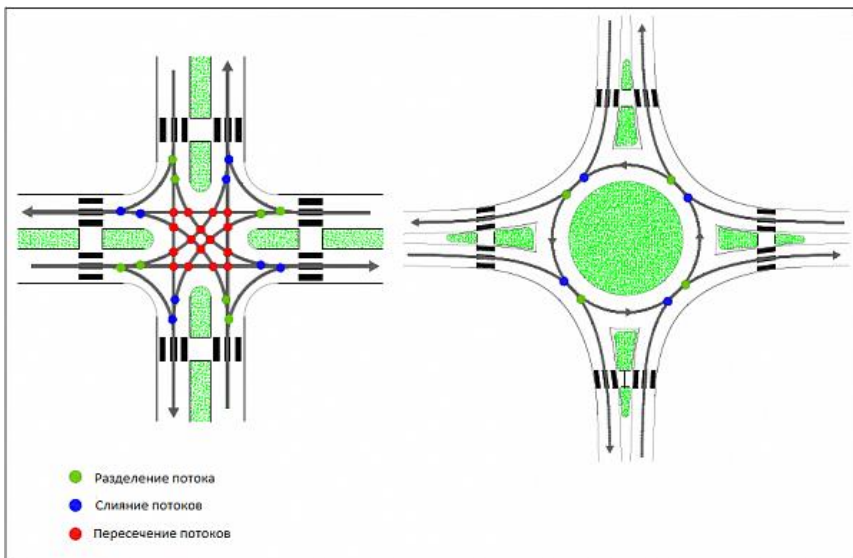 Разделение потока
Слияние потоков
Пересечение потоков